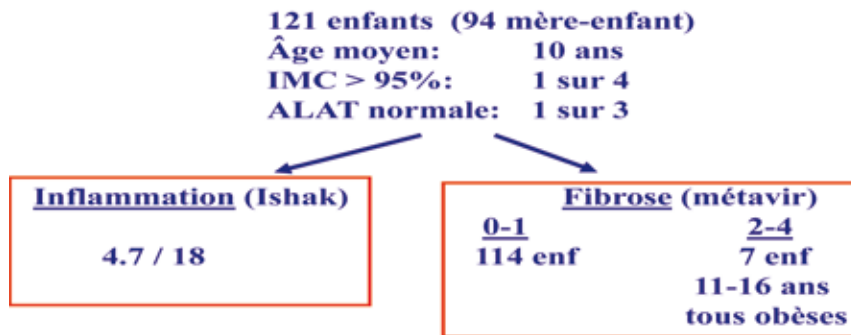 121 enfants (94 mère-enfant)
Âge moyen: 10 ans
IMC > 95%: 1 sur 4
ALAT normale: 1 sur 3
Inflammation (Ishak)
4.7 / 18
Fibrose (métavir)
0-1 2-4
114 enf 7 enf
11-16 ans
tous obèses